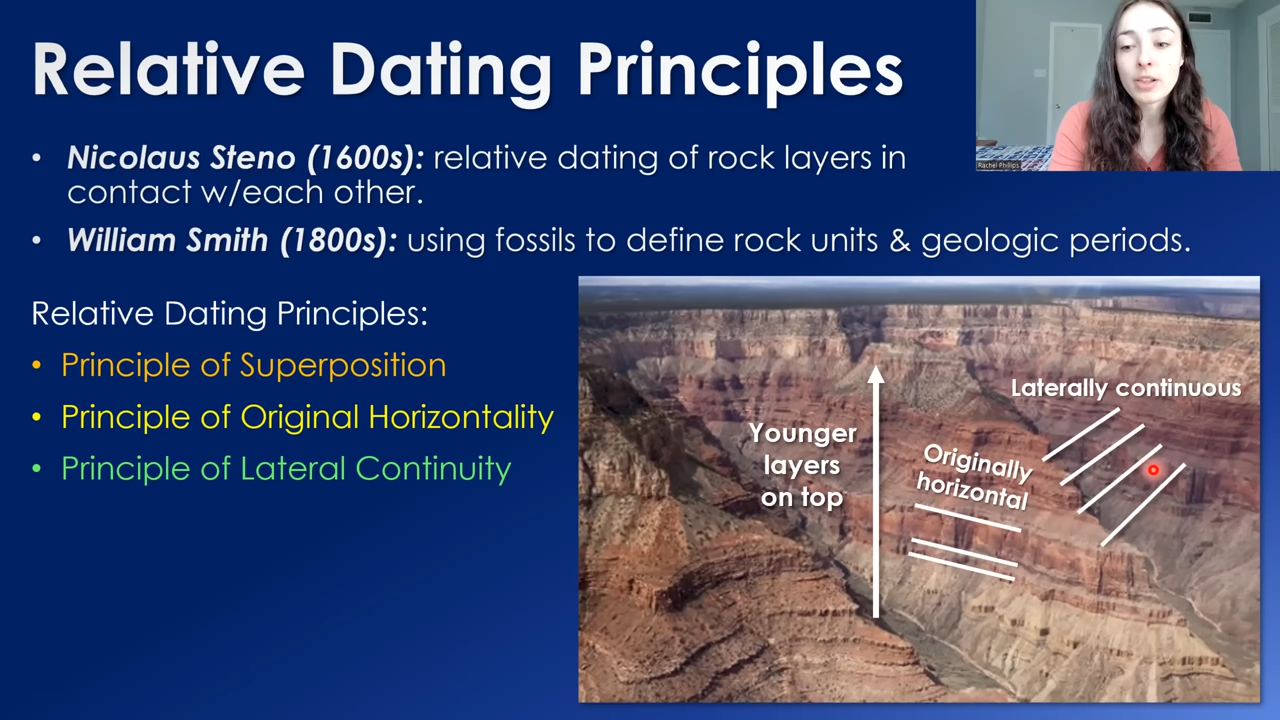 Relative Dating Principles
Rachel Phillips
• Nicolaus Steno (1600s): relative dating of rock layers in
contact w/each other.
• William Smith (1800s): using fossils to define rock units & geologic periods.
Relative Dating Principles:
• Principle of Superposition
• Principle of Original Horizontality
• Principle of Lateral Continuity
Younger
layers
on top
Originally
horizontal
Laterally continuous